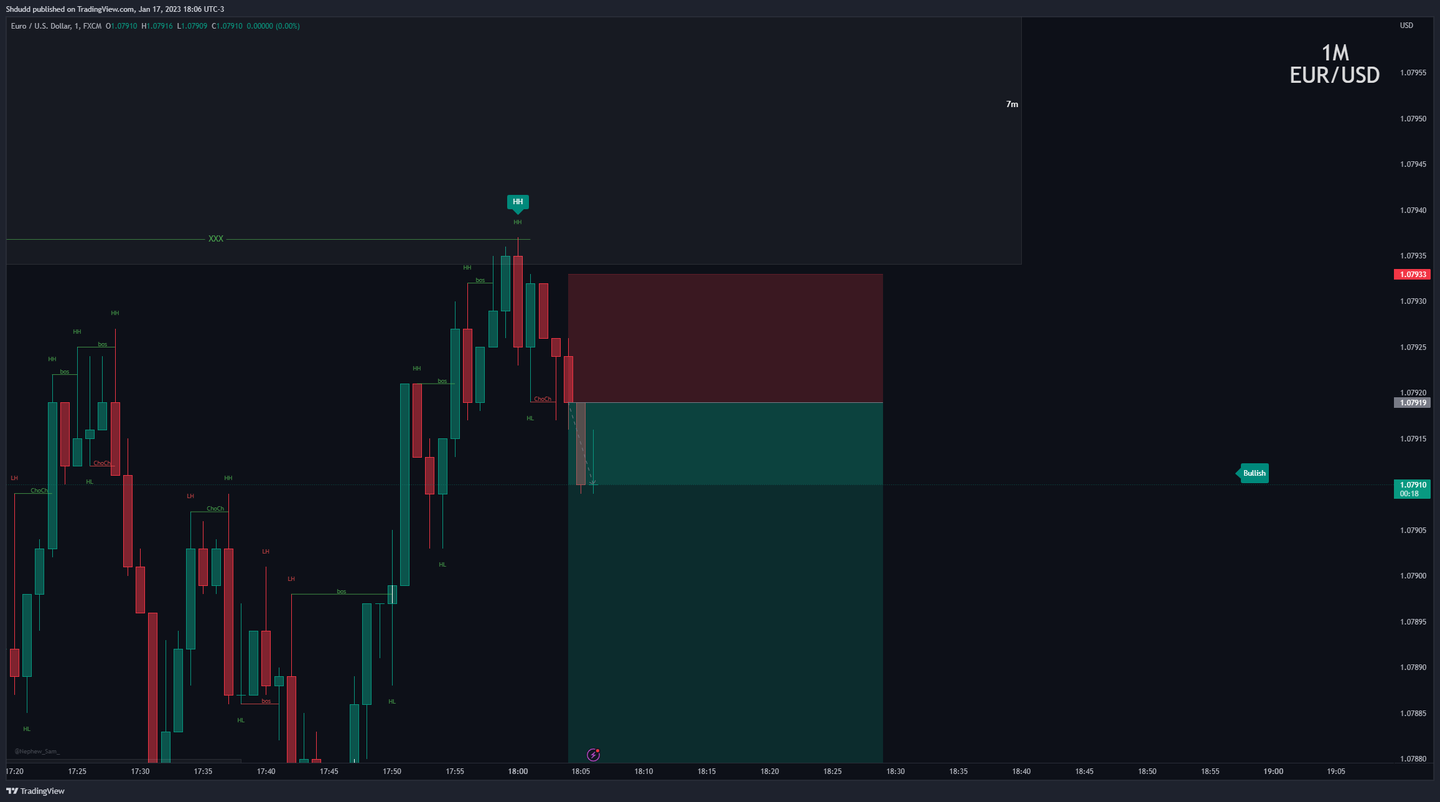 Shdudd published on TradingView.com, Jan 17, 2023 18:06 UTC-3
Euro / U.S. Dollar, 1, FXCM O1.07910 H1.07916 L1.07909 C1.07910 0.00000 (0.00%)
USD
1M
EUR/USD
1.07955
7m
1.07950
1.07945
HH
1.07940
HH
XXX
1.07935
HH
1.07933
bos
1.07930
HH
HH
bos
1.07925
HH
bos
HH
bos
1.07920
ChoCh
1.07919
HL
1.07915
ChoCh
Bullish
LH
HL
HH
1.07910
00:18
ChoCh
LH
ChoCh
1.07905
LH
HL
1.07900
LH
bos
1.07895
1.07890
bos
HL
1.07885
HL
HL
@Nephew_Sam_
1.07880
17:20 17:25 17:30 17:35 17:40 17:45 17:50 17:55 18:00 18:05 18:10 18:15 18:20 18:25 18:30 18:35 18:40 18:45 18:50 18:55 19:00 19:05
TradingView